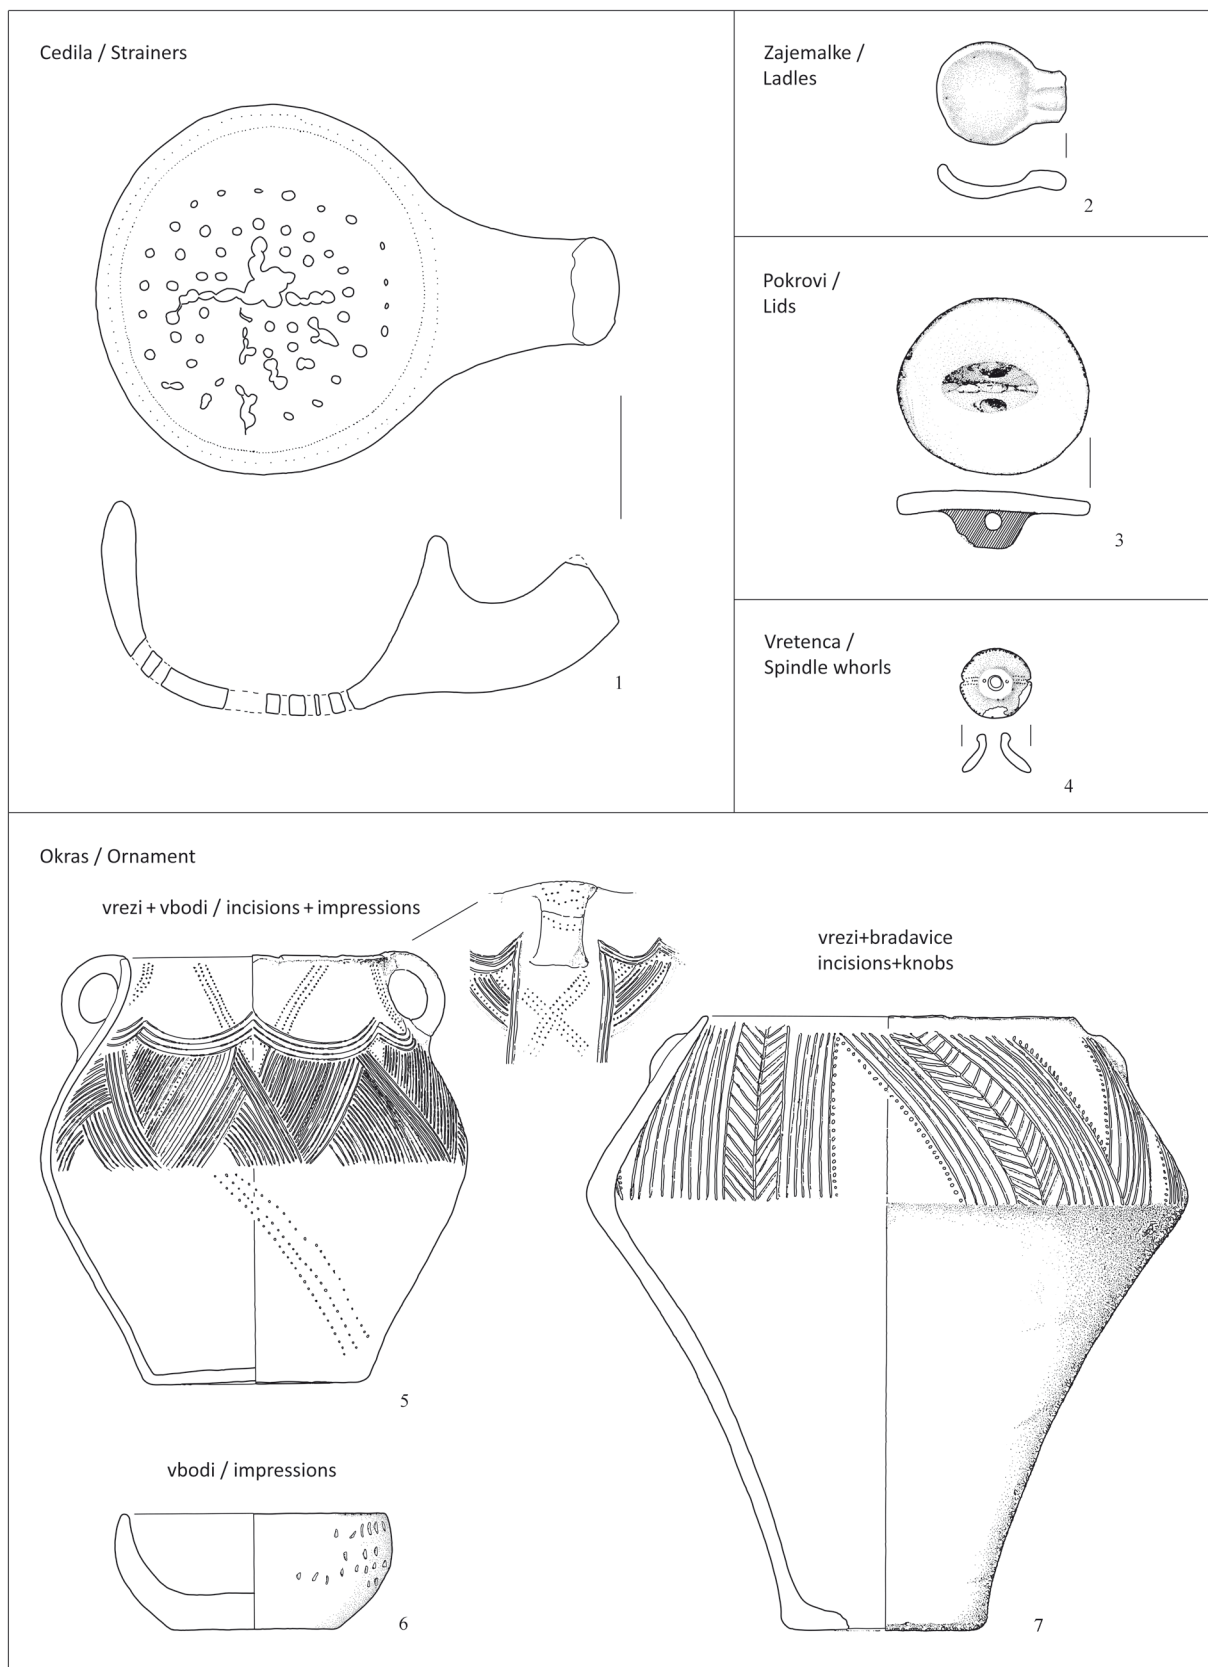 Cedila / Strainers
1
Zajemalke /
Ladles
2
Pokrovi /
Lids
3
Vretenca /
Spindle whorls
4
Okras / Ornament
vrezi + vbodi / incisions + impressions
5
vbodi / impressions
6
vrezi+bradavice
incisions+knobs
7